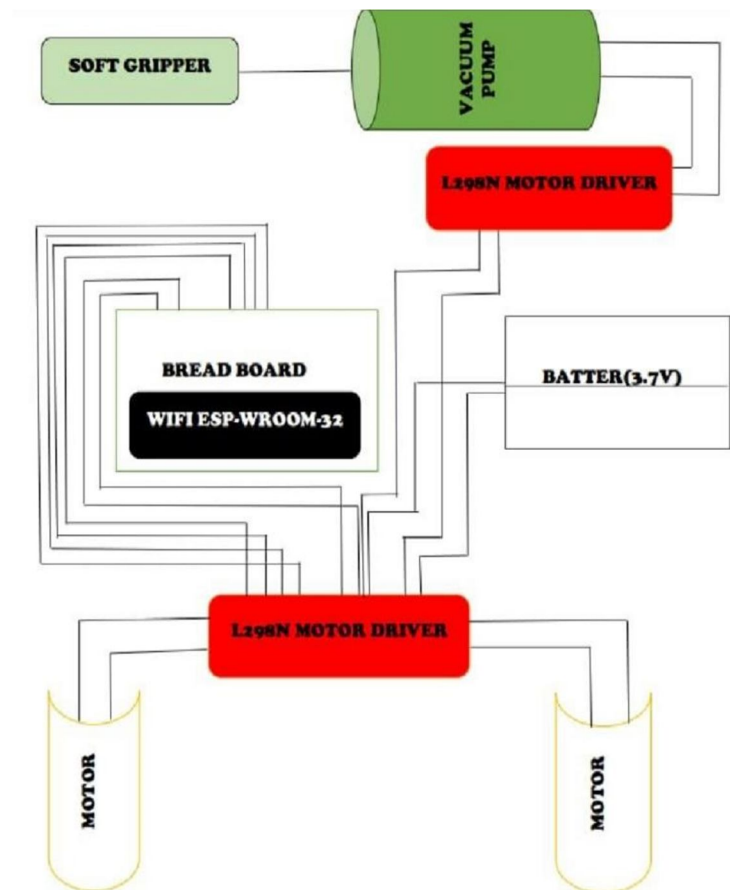 SOFT GRIPPER
VACUUM
PUMP
L298N MOTOR DRIVER
BREAD BOARD
WIFI ESP-WROOM-32
BATTER(3.7V)
L298N MOTOR DRIVER
MOTOR
MOTOR